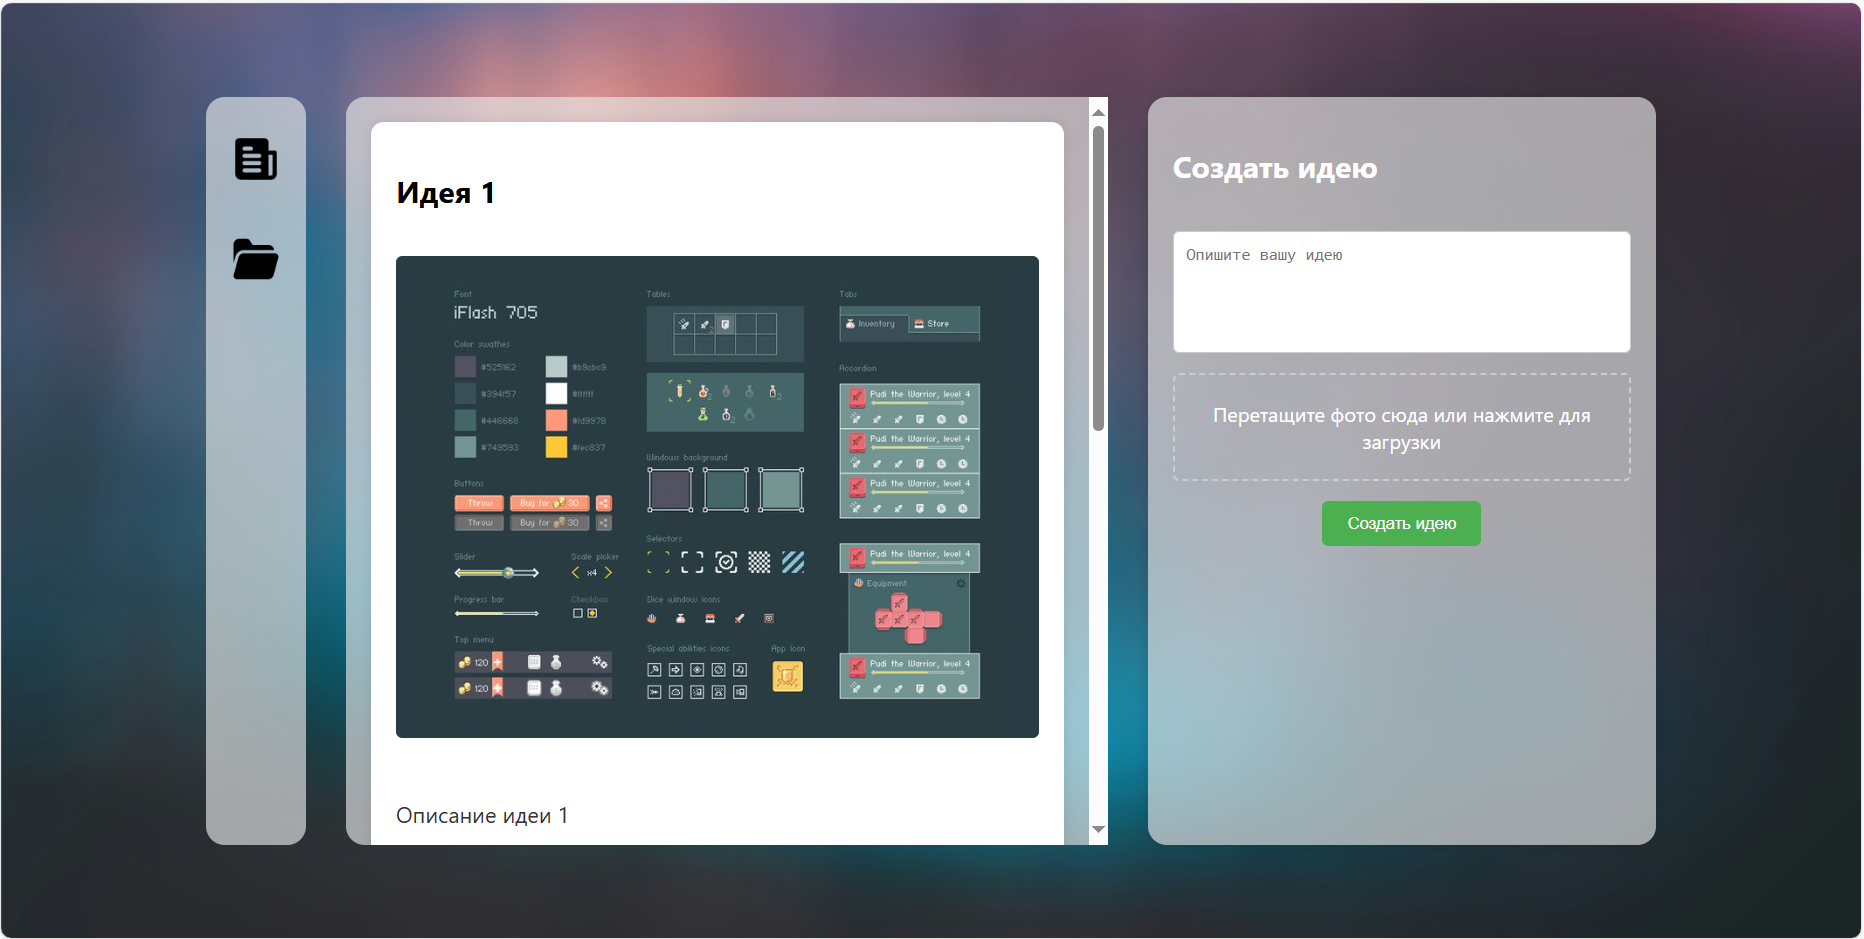 Идея 1
Font
iFlash 705
Color swathes
#525162
#b9cbc9
#394f57
#ffffff
#446668
#fd9978
#749593
#fec837
Buttons
Throw
Buy for 30
Throw
Buy for 30
Slider
Scale picker
x4
Progress bar
Checkbox
Top menu
120
120
Tables
2
2
2
2
Windows background
Selectors
Dice window icons
Special abilities icons
App icon
Tabs
Inventory
Store
Accordion
Pudi the Warrior, level 4
Pudi the Warrior, level 4
Pudi the Warrior, level 4
Pudi the Warrior, level 4
Equipment
Pudi the Warrior, level 4
Описание идеи 1
Создать идею
Опишите вашу идею
Перетащите фото сюда или нажмите для
загрузки
Создать идею